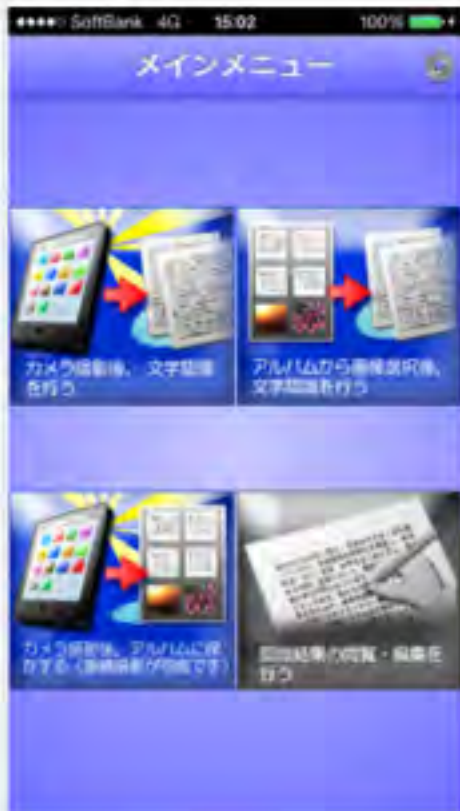 SoftBank 4G 15:02 100%
メインメニュー
カメラ撮影後、文字認識
を行う
アルバムから画像選択後、
文字認識を行う
カメラ撮影後、アルバムに保
存する(連続撮影が可能です)
認識結果の閲覧・編集を
行う